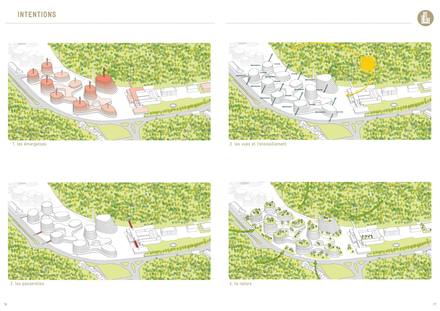 INTENTIONS
1. les émergences
2. les vues et l'ensoleillement
3. les passerelles
4. la nature